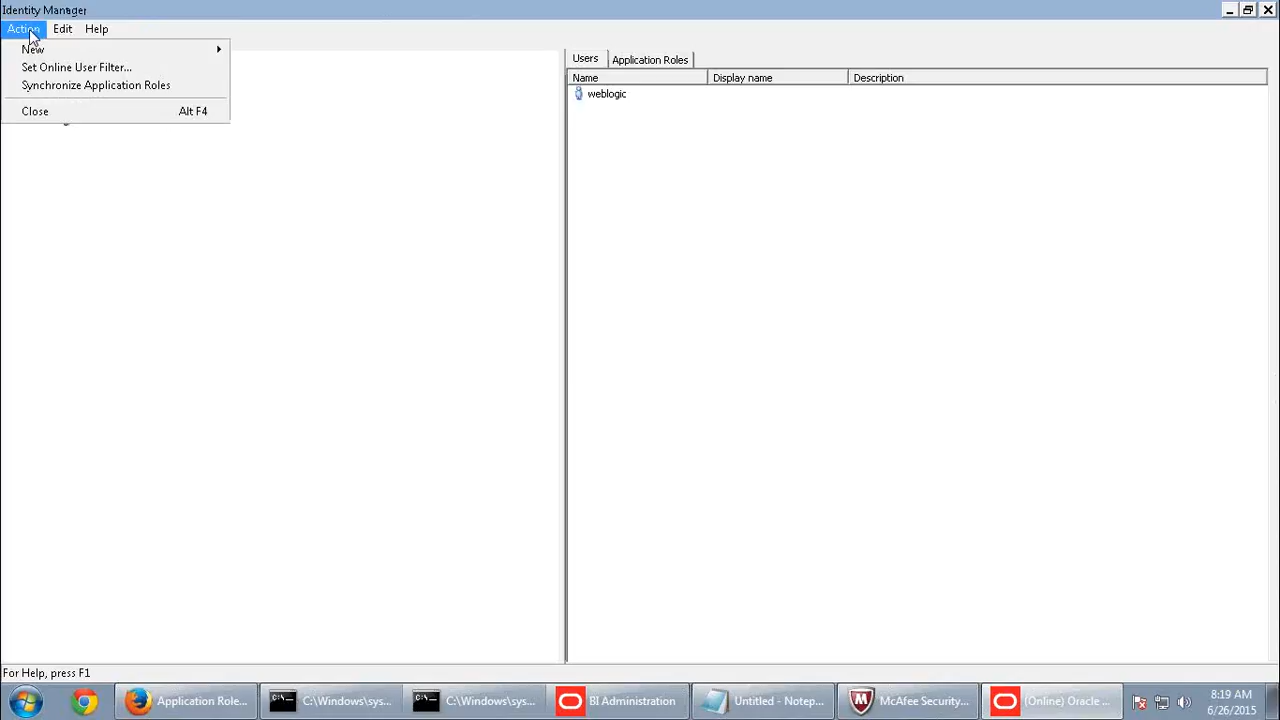 Identity Manager
Action Edit Help
New
Set Online User Filter...
Synchronize Application Roles
Close Alt F4
Users Application Roles
Name Display name Description
weblogic
For Help, press F1
Application Role...
C:\Windows\sys...
C:\Windows\sys...
BI Administration
Untitled - Notep...
McAfee Security...
(Online) Oracle ...
8:19 AM
6/26/2015